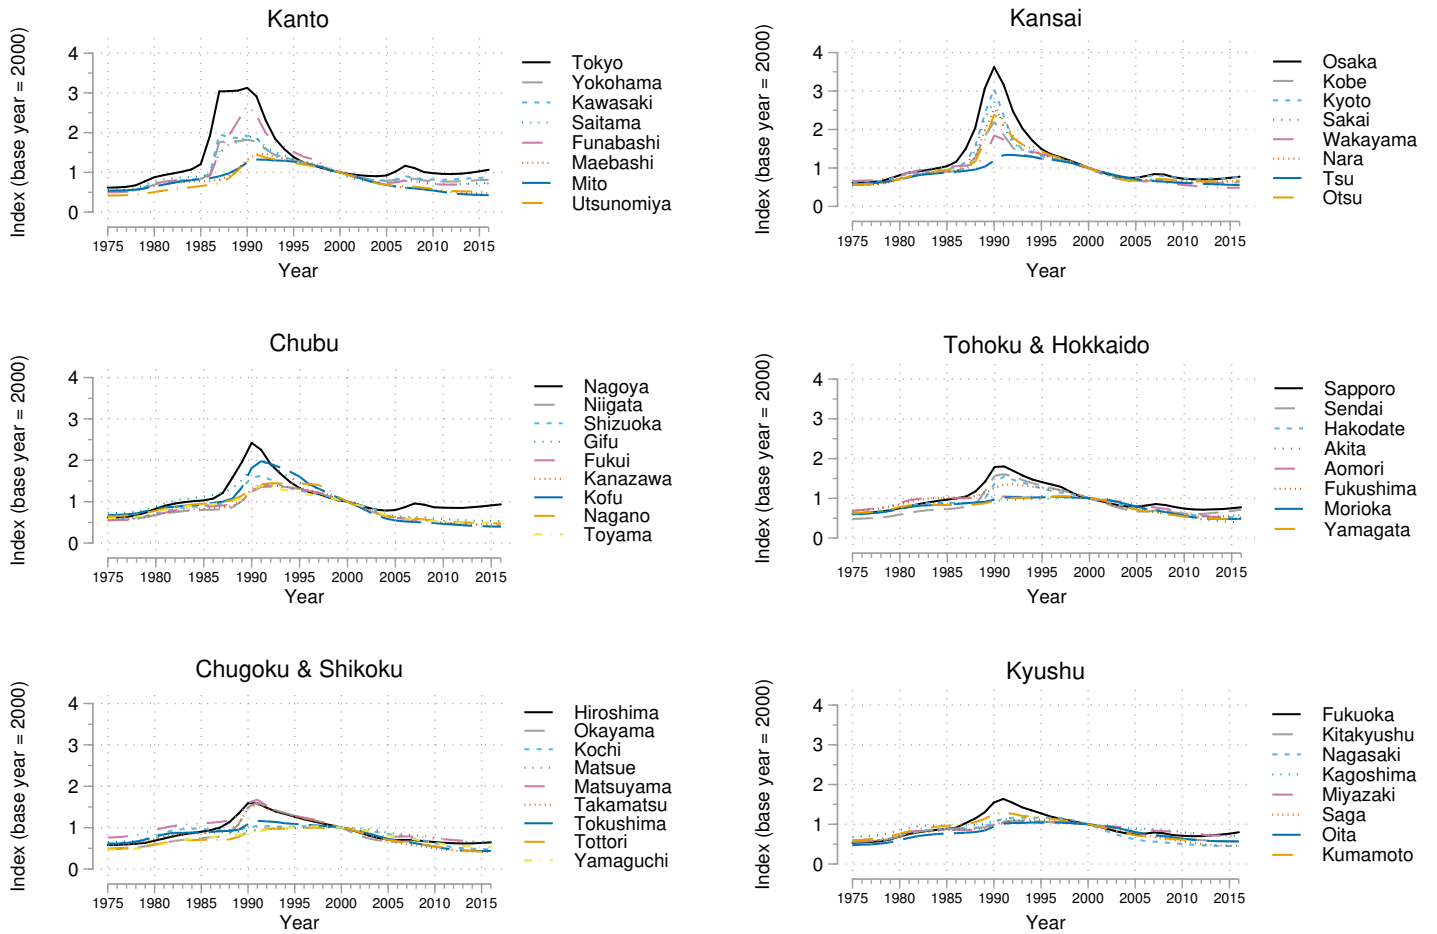 Kanto
Index (base year = 2000)
4
3
2
1
0
1975 1980 1985 1990 1995 2000 2005 2010 2015
Year
Tokyo
Yokohama
Kawasaki
Saitama
Funabashi
Maebashi
Mito
Utsunomiya
Kansai
Index (base year = 2000)
4
3
2
1
0
1975 1980 1985 1990 1995 2000 2005 2010 2015
Year
Osaka
Kobe
Kyoto
Sakai
Wakayama
Nara
Tsu
Otsu
Chubu
Index (base year = 2000)
4
3
2
1
0
1975 1980 1985 1990 1995 2000 2005 2010 2015
Year
Nagoya
Niigata
Shizuoka
Gifu
Fukui
Kanazawa
Kofu
Nagano
Toyama
Tohoku & Hokkaido
Index (base year = 2000)
4
3
2
1
0
1975 1980 1985 1990 1995 2000 2005 2010 2015
Year
Sapporo
Sendai
Hakodate
Akita
Aomori
Fukushima
Morioka
Yamagata
Chugoku & Shikoku
Index (base year = 2000)
4
3
2
1
0
1975 1980 1985 1990 1995 2000 2005 2010 2015
Year
Hiroshima
Okayama
Kochi
Matsue
Matsuyama
Takamatsu
Tokushima
Tottori
Yamaguchi
Kyushu
Index (base year = 2000)
4
3
2
1
0
1975 1980 1985 1990 1995 2000 2005 2010 2015
Year
Fukuoka
Kitakyushu
Nagasaki
Kagoshima
Miyazaki
Saga
Oita
Kumamoto